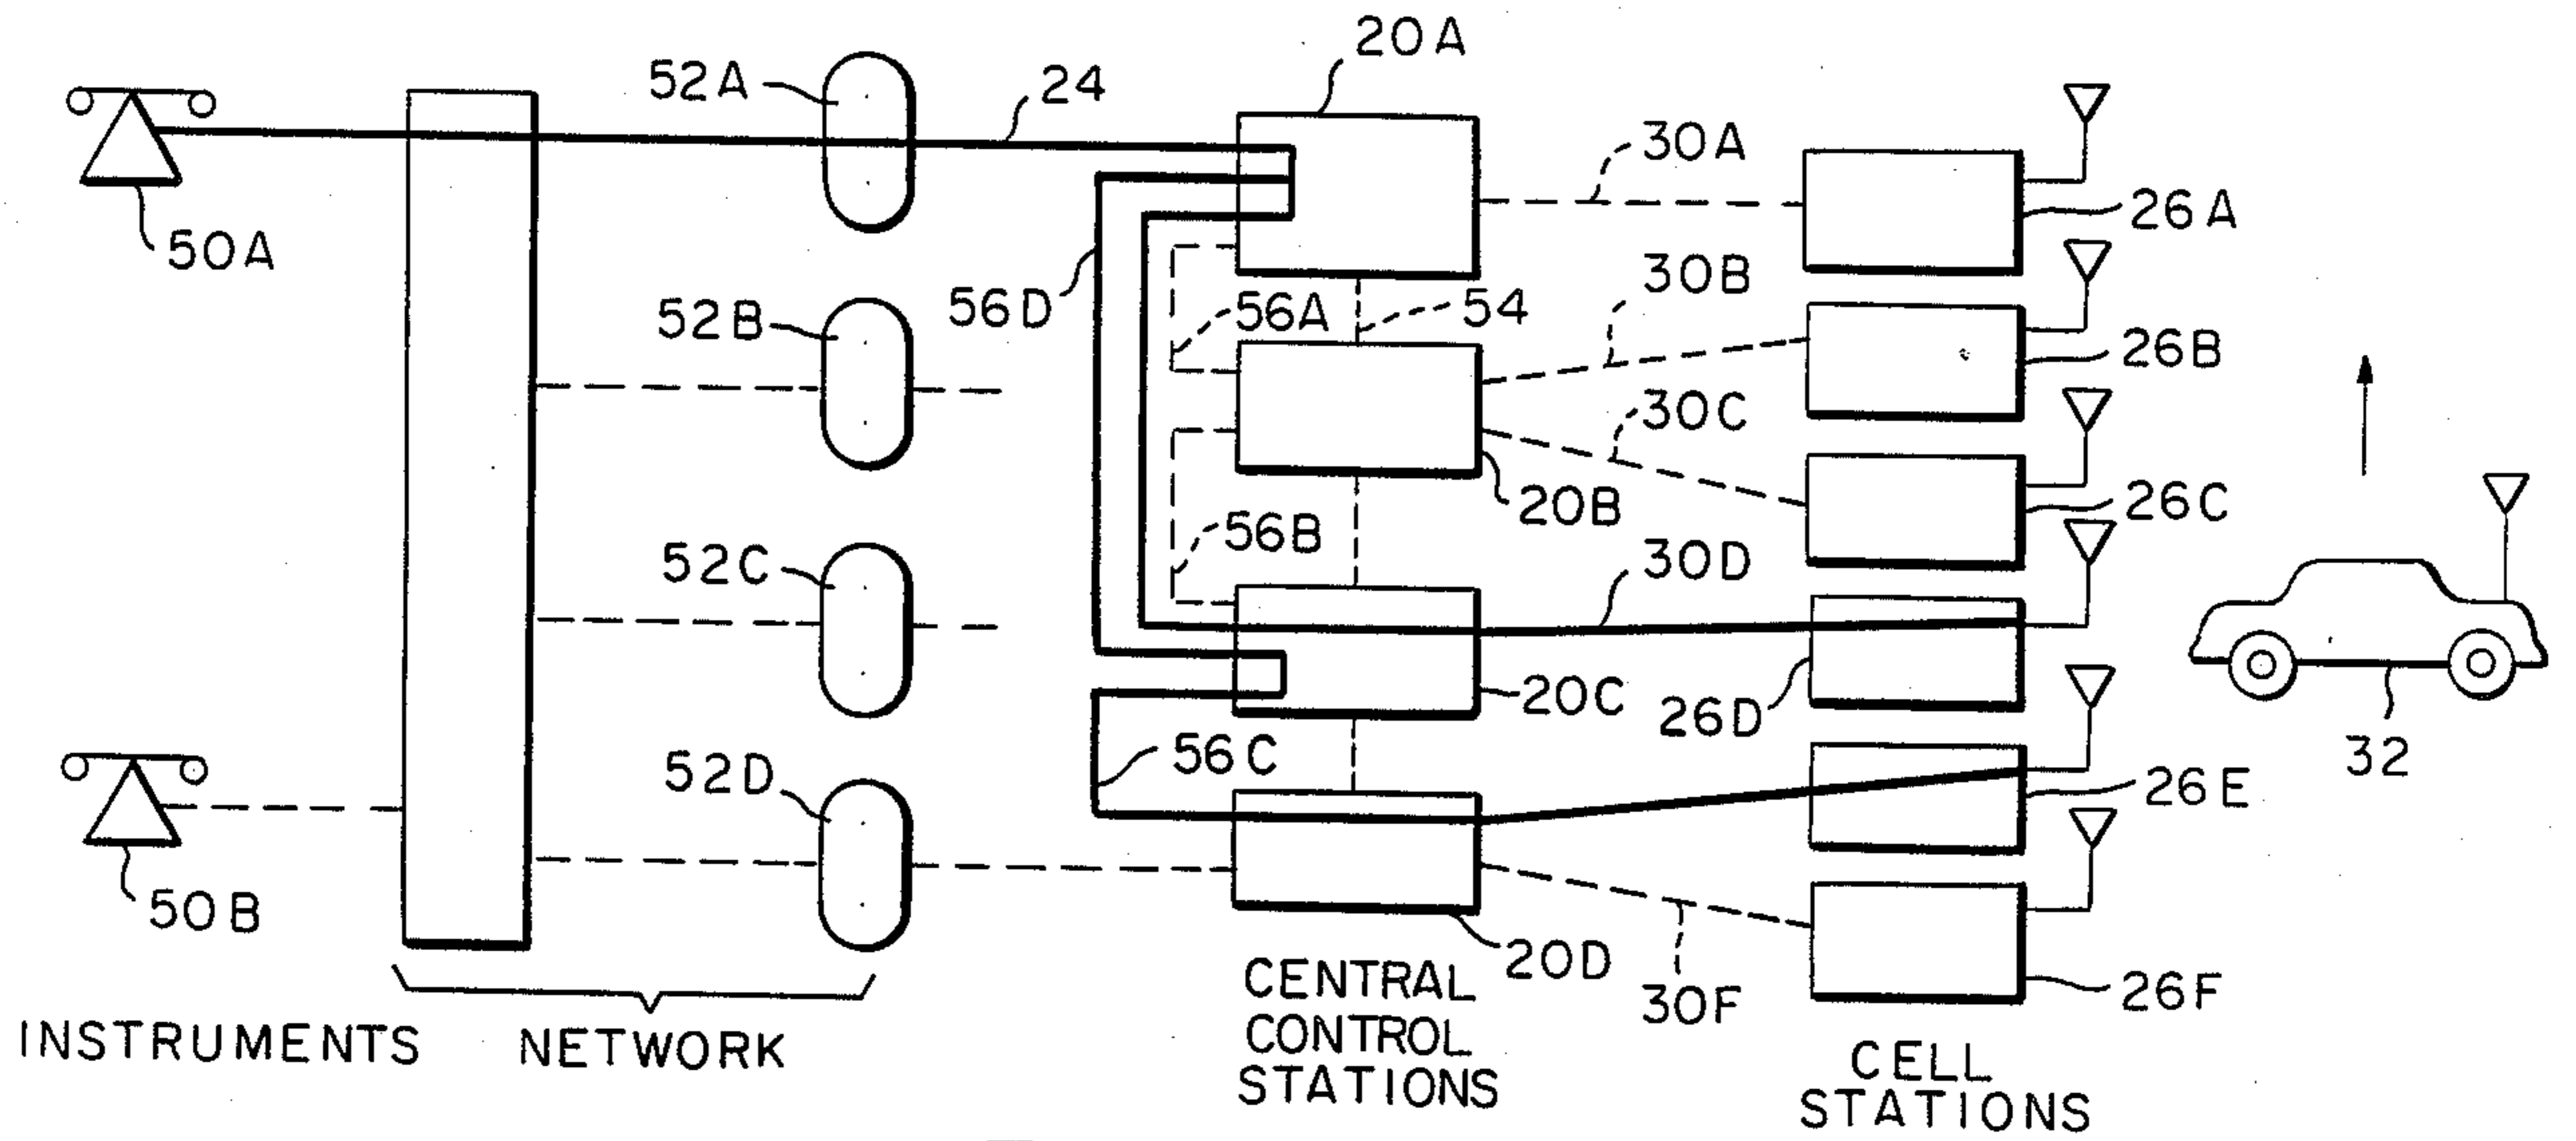 20A
52A
24
30A
50A
26A
56D
52B
56A
54
30B
26B
30C
20B
26C
56B
52C
30D
20C
26D
52D
56C
32
26E
50B
20D
30F
26F
INSTRUMENTS
NETWORK
CENTRAL
CONTROL
STATIONS
CELL
STATIONS